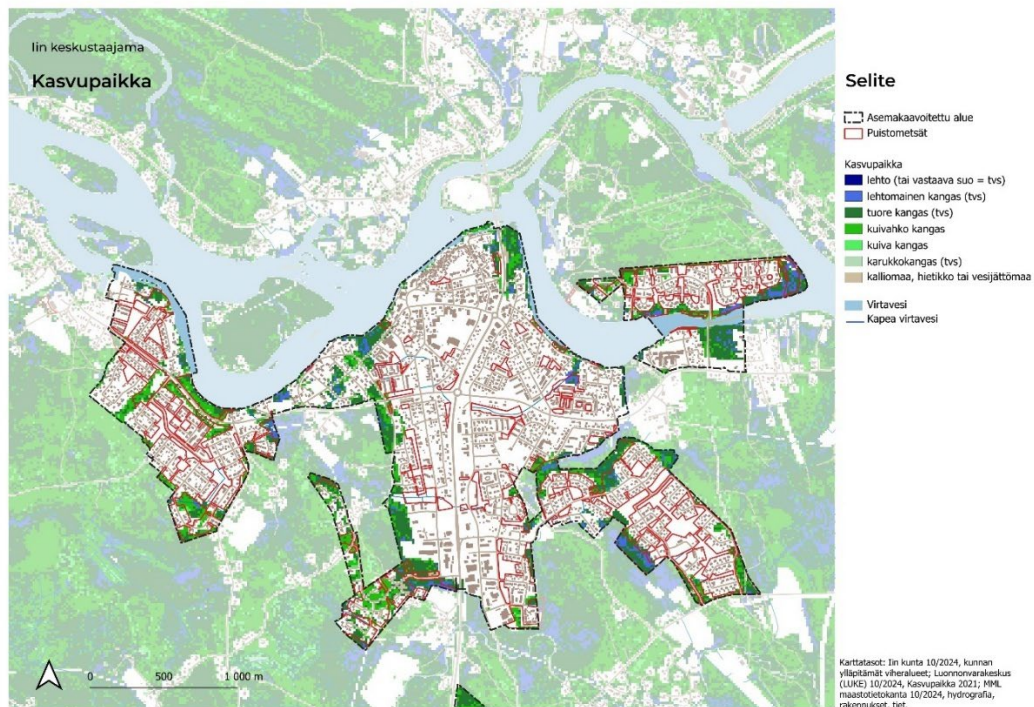 Iin keskustaajama
Kasvupaikka
Selite
Asemakaavoitettu alue
Puistometsät
Kasvupaikka
lehto (tai vastaava suo = tvs)
lehtomainen kangas (tvs)
tuore kangas (tvs)
kuivahko kangas
kuiva kangas
karukkokangas (tvs)
kalliomaa, hietikko tai vesijättömaa
Virtavesi
Kapea virtavesi
0 500 1 000 m
Karttatasot: Iin kunta 10/2024, kunnan
ylläpitämät viheralueet; Luonnonvarakeskus
(LUKE) 10/2024, Kasvupaikka 2021; MML
maastotietokanta 10/2024, hydrografia,
rakennukset, tiet